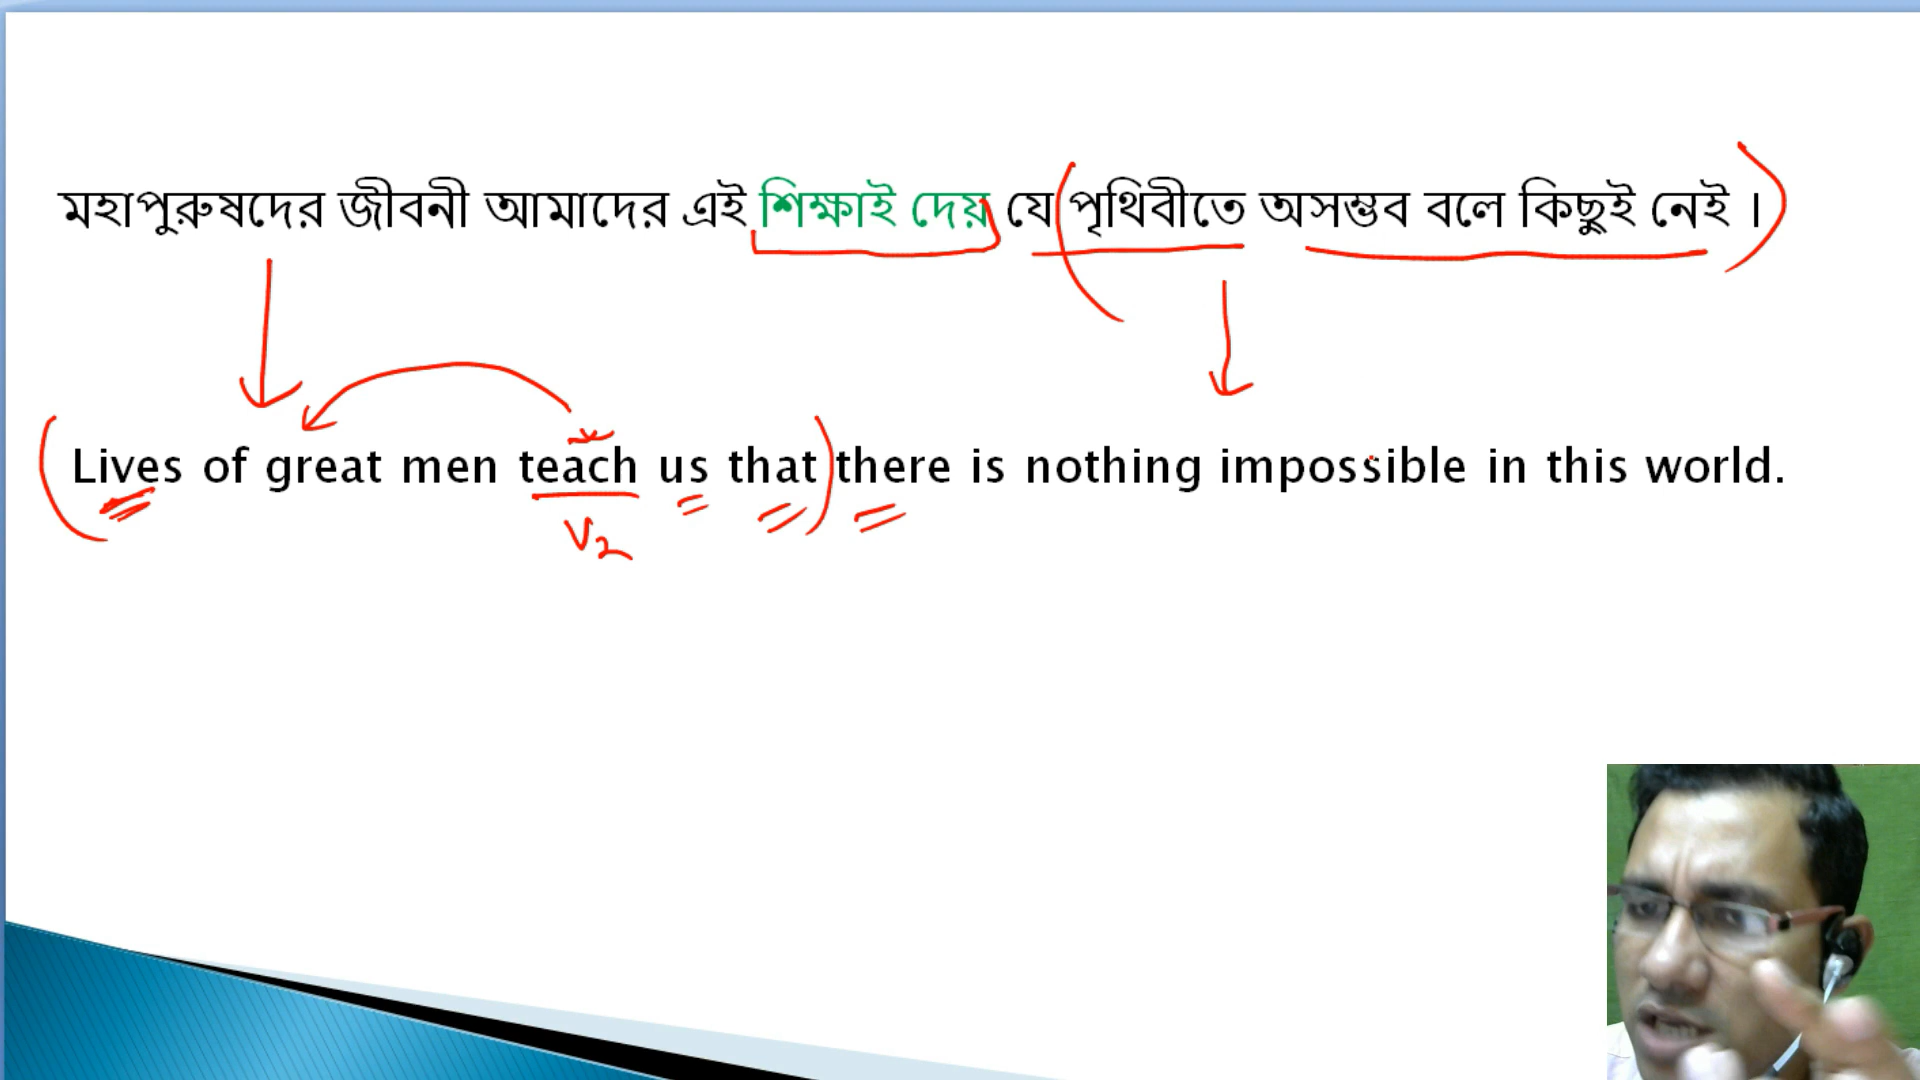 মহাপুরুষদের জীবনী আমাদের এই শিক্ষাই দেয় যে পৃথিবীতে অসম্ভব বলে কিছুই নেই ।
Lives of great men teach us that there is nothing impossible in this world.
V2